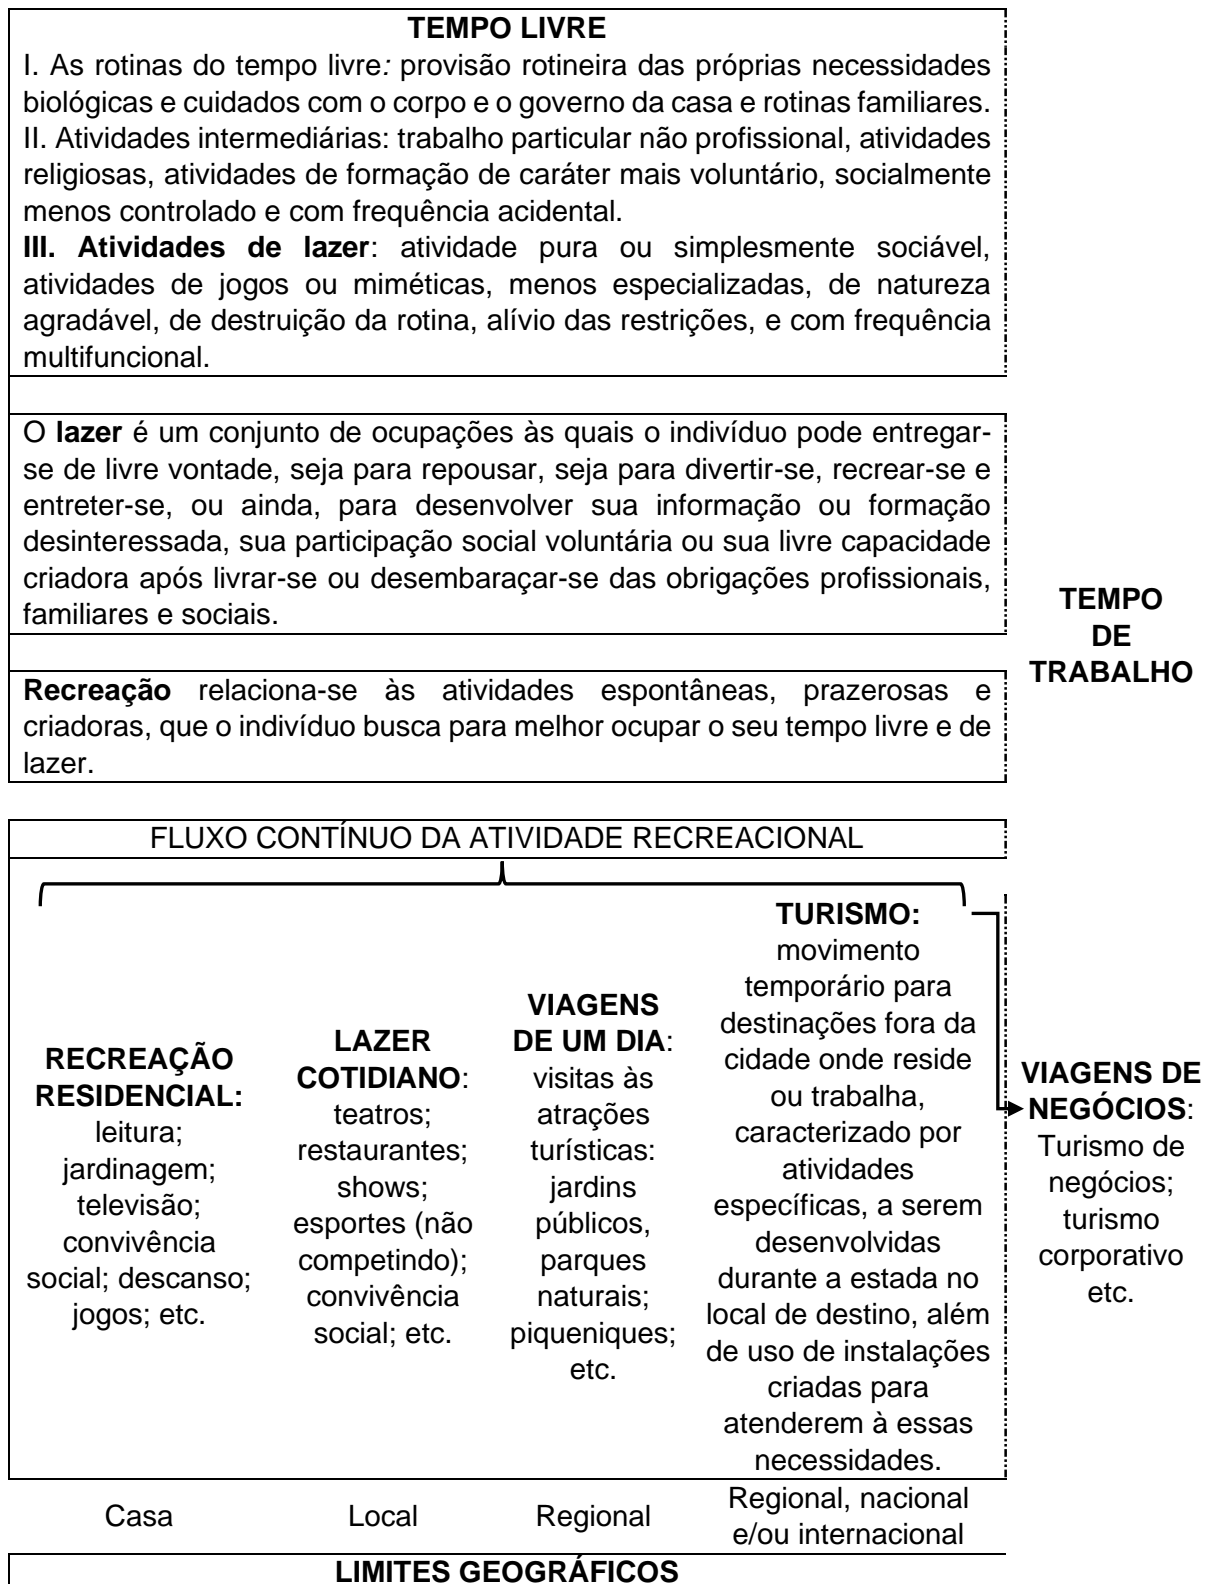 TEMPO LIVRE
I. As rotinas do tempo livre: provisão rotineira das próprias necessidades
biológicas e cuidados com o corpo e o governo da casa e rotinas familiares.
II. Atividades intermediárias: trabalho particular não profissional, atividades
religiosas, atividades de formação de caráter mais voluntário, socialmente
menos controlado e com frequência acidental.
III. Atividades de lazer: atividade pura ou simplesmente sociável,
atividades de jogos ou miméticas, menos especializadas, de natureza
agradável, de destruição da rotina, alívio das restrições, e com frequência
multifuncional.
O lazer é um conjunto de ocupações às quais o indivíduo pode entregar-
se de livre vontade, seja para repousar, seja para divertir-se, recrear-se e
entreter-se, ou ainda, para desenvolver sua informação ou formação
desinteressada, sua participação social voluntária ou sua livre capacidade
criadora após livrar-se ou desembaraçar-se das obrigações profissionais,
familiares e sociais.
Recreação relaciona-se às atividades espontâneas, prazerosas e
criadoras, que o indivíduo busca para melhor ocupar o seu tempo livre e de
lazer.
TEMPO
DE
TRABALHO
FLUXO CONTÍNUO DA ATIVIDADE RECREACIONAL
RECREAÇÃO
RESIDENCIAL:
leitura;
jardinagem;
televisão;
convivência
social; descanso;
jogos; etc.
LAZER
COTIDIANO:
teatros;
restaurantes;
shows;
esportes (não
competindo);
convivência
social; etc.
VIAGENS
DE UM DIA:
visitas às
atrações
turísticas:
jardins
públicos,
parques
naturais;
piqueniques;
etc.
TURISMO:
movimento
temporário para
destinações fora da
cidade onde reside
ou trabalha,
caracterizado por
atividades
específicas, a serem
desenvolvidas
durante a estada no
local de destino, além
de uso de instalações
criadas para
atenderem à essas
necessidades.
VIAGENS DE
NEGÓCIOS:
Turismo de
negócios;
turismo
corporativo
etc.
Casa
Local
Regional
Regional, nacional
e/ou internacional
LIMITES GEOGRÁFICOS